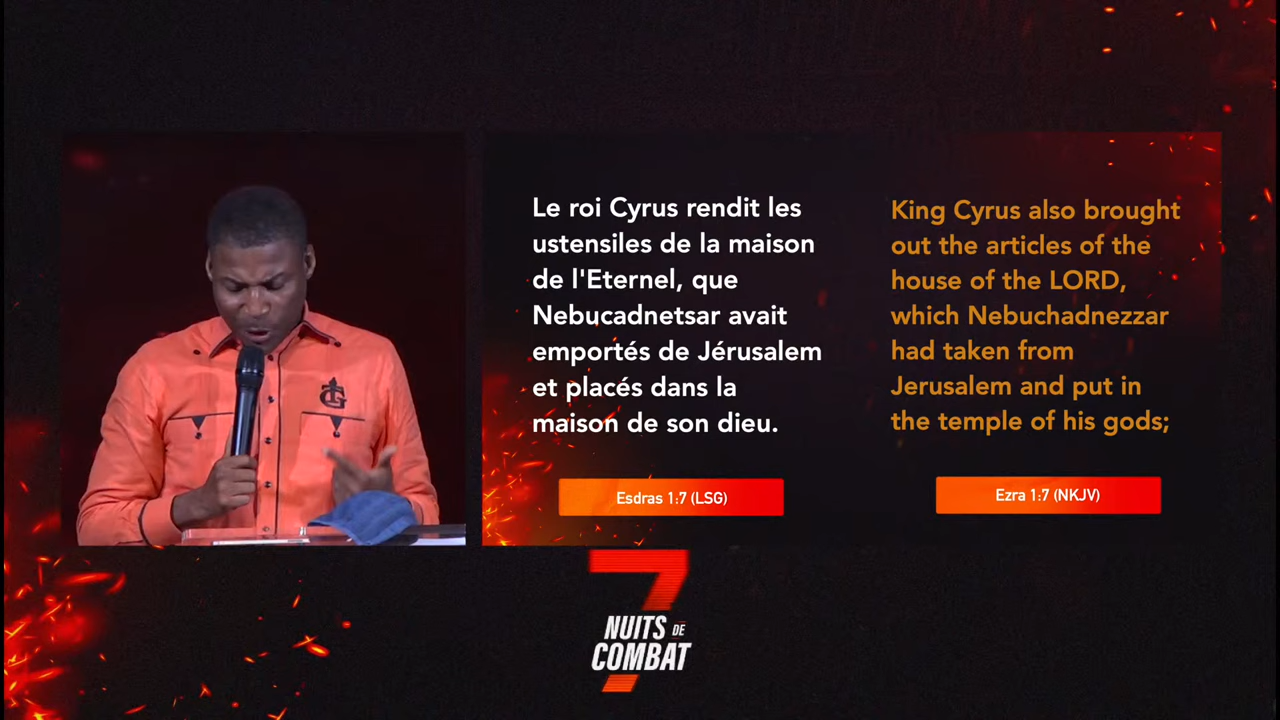 Le roi Cyrus rendit les
ustensiles de la maison
de l'Eternel, que
Nebucadnetsar avait
emportés de Jérusalem
et placés dans la
maison de son dieu.
Esdras 1:7 (LSG)
King Cyrus also brought
out the articles of the
house of the LORD,
which Nebuchadnezzar
had taken from
Jerusalem and put in
the temple of his gods;
Ezra 1:7 (NKJV)
7
NUITS DE
COMBAT